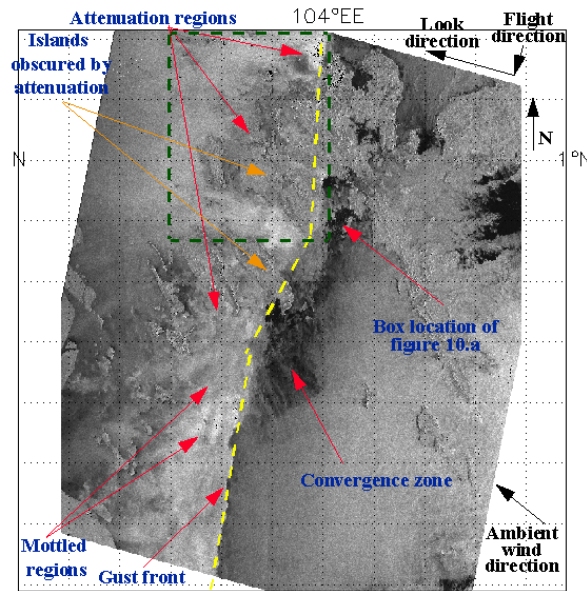 Attenuation regions
104°EE
Islands
obscured by
attenuation
Look
direction
Flight
direction
N
N
1°N
Box location of
figure 10.a
Convergence zone
Mottled
regions
Gust front
Ambient
wind
direction